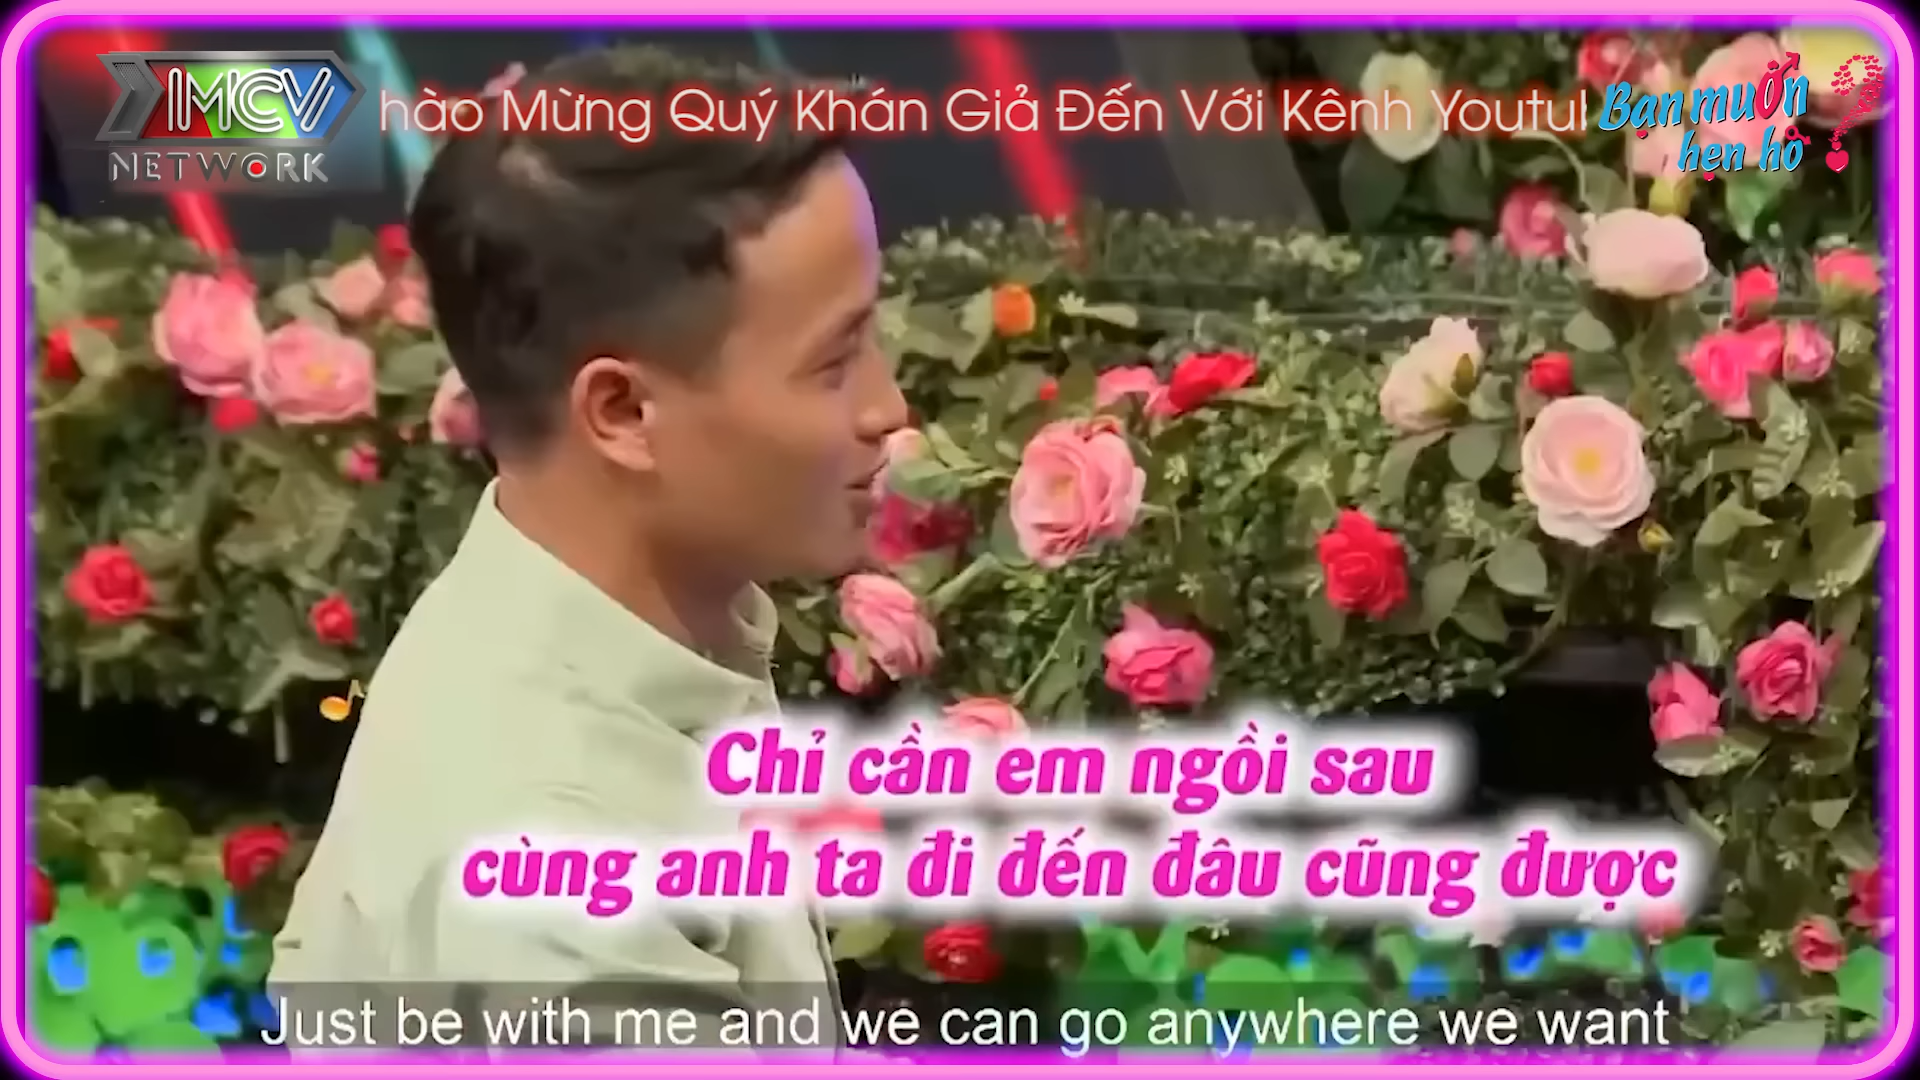 MCV
NETWORK
hào Mừng Quý Khán Giả Đến Với Kênh Youtu
Bạn muốn
hẹn hò
Chỉ cần em ngồi sau
cùng anh ta đi đến đâu cũng được
Just be with me and we can go anywhere we want